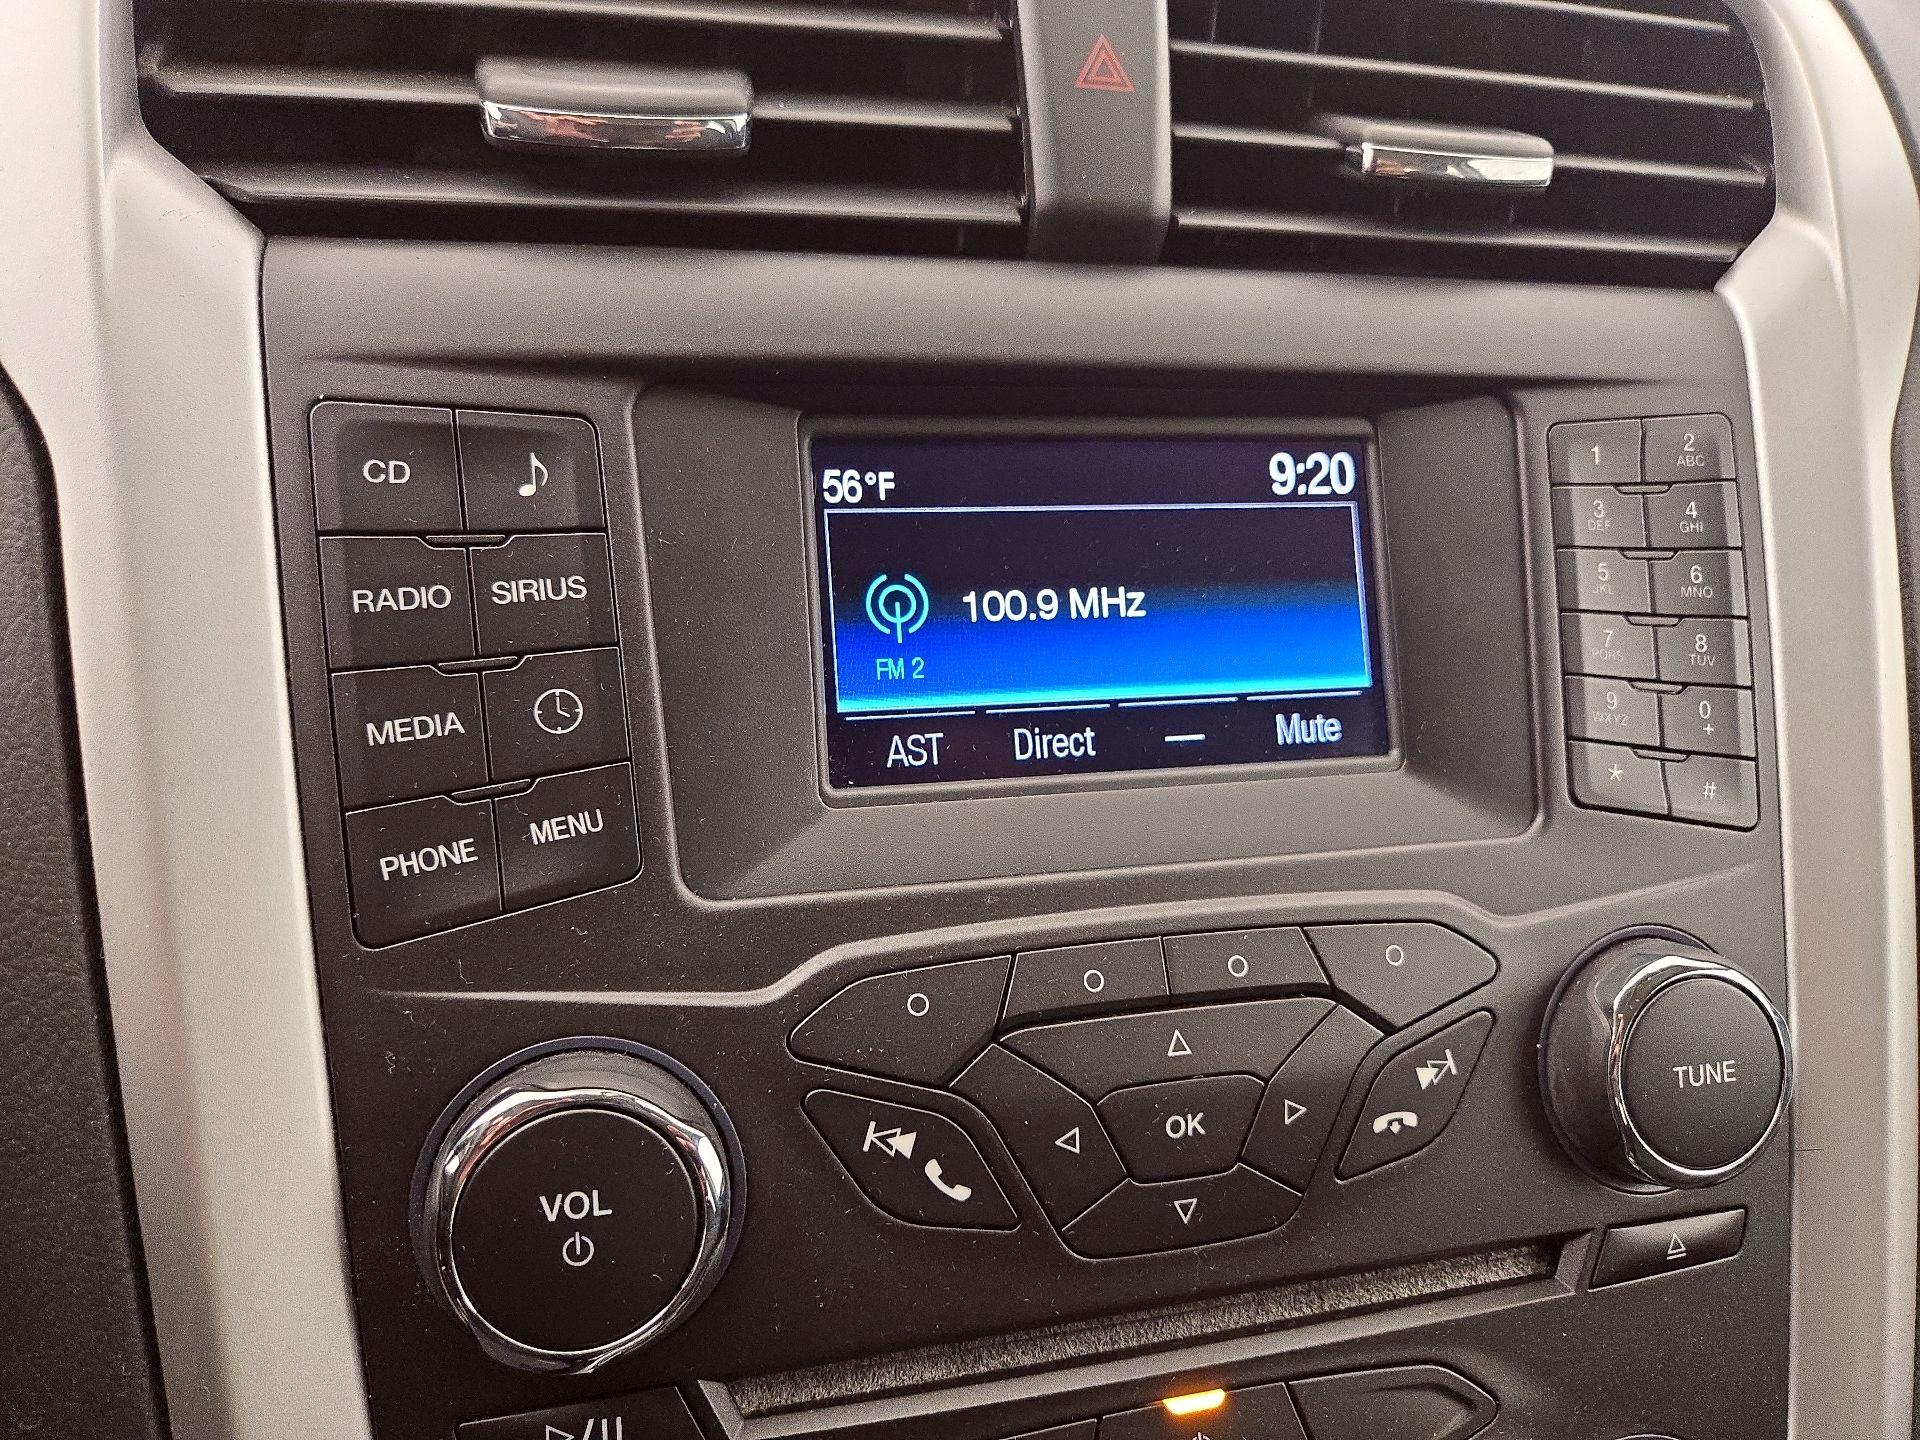 CD
RADIO SIRIUS
MEDIA
PHONE MENU
56°F 9:20
100.9 MHz
FM 2
AST Direct — Mute
1 2 ABC
3 DEF 4 GHI
5 JKL 6 MNO
7 PQRS 8 TUV
9 WXYZ 0 +
* #
OK
TUNE
VOL